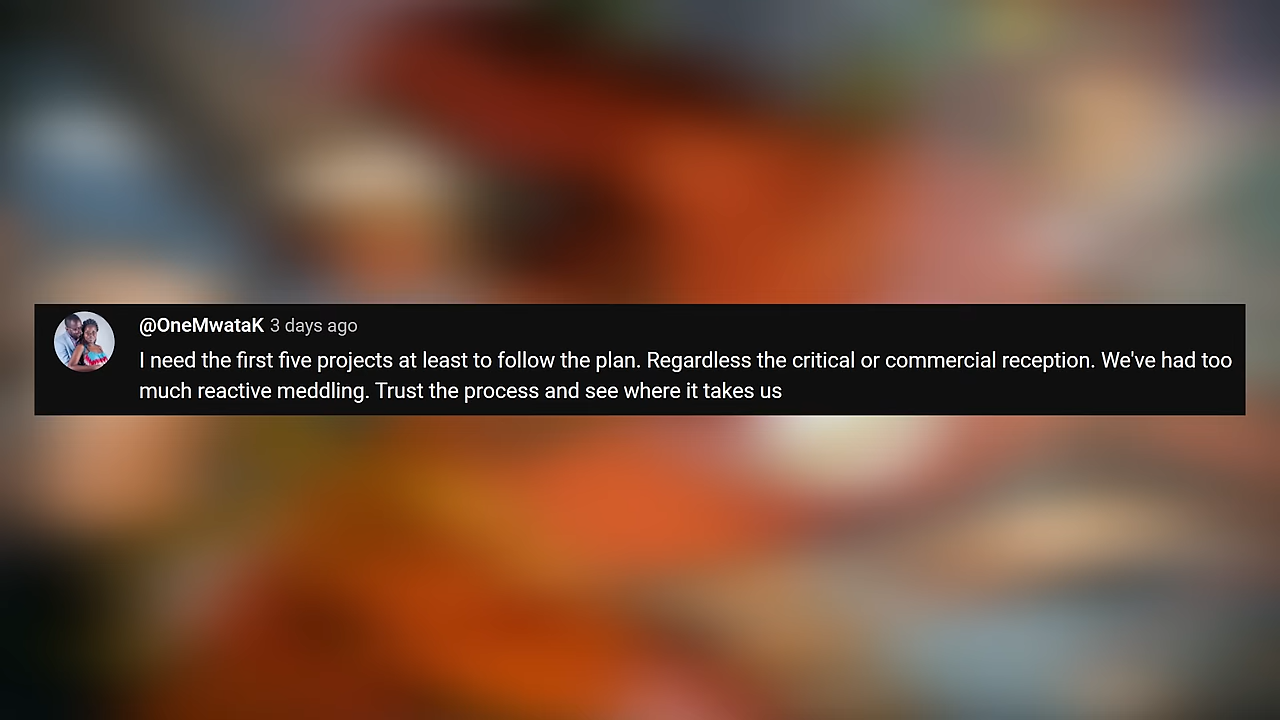 @OneMwataK 3 days ago
I need the first five projects at least to follow the plan. Regardless the critical or commercial reception. We've had too
much reactive meddling. Trust the process and see where it takes us